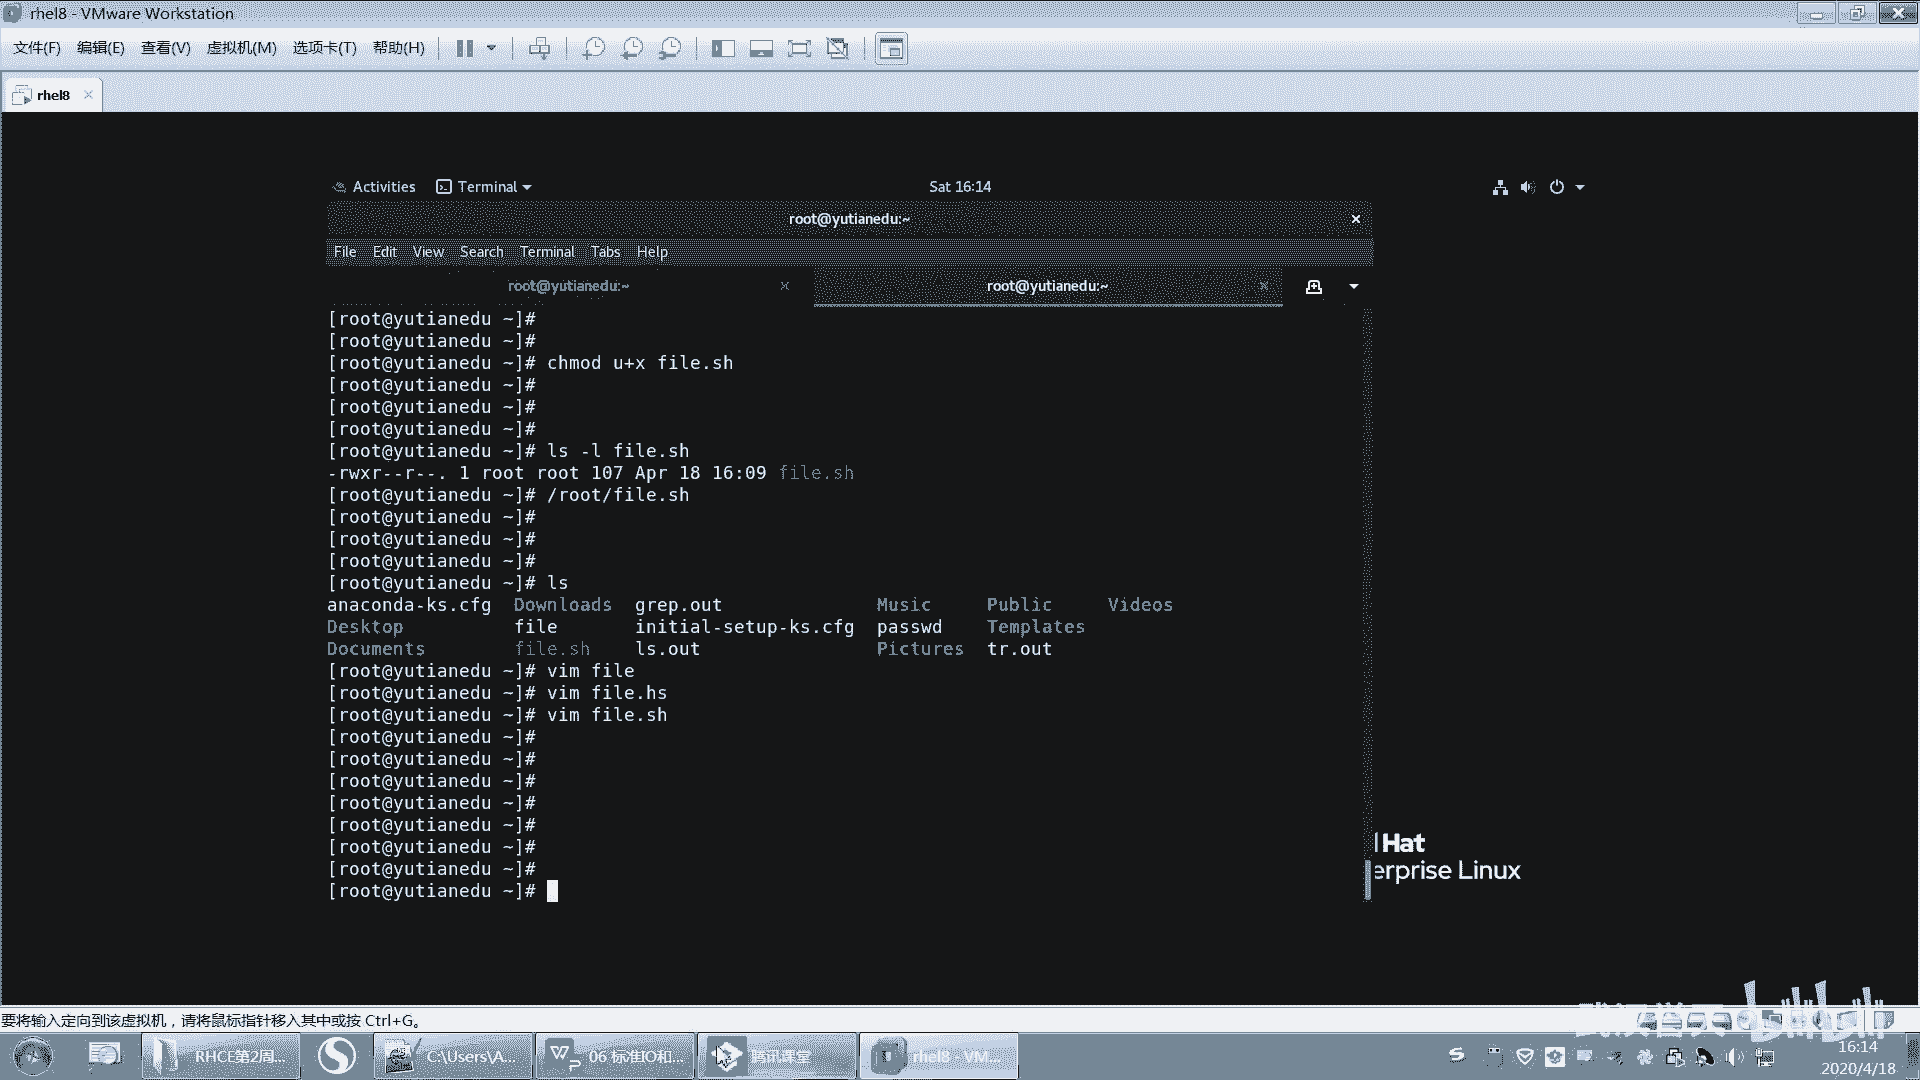 rhel8 - VMware Workstation
文件(F) 编辑(E) 查看(V) 虚拟机(M) 选项卡(T) 帮助(H)
rhel8
Activities Terminal Sat 16:14
root@yutianedu:~
File Edit View Search Terminal Tabs Help
root@yutianedu:~ root@yutianedu:~
[root@yutianedu ~]#
[root@yutianedu ~]#
[root@yutianedu ~]# chmod u+x file.sh
[root@yutianedu ~]#
[root@yutianedu ~]#
[root@yutianedu ~]#
[root@yutianedu ~]# ls -l file.sh
-rwxr--r--. 1 root root 107 Apr 18 16:09 file.sh
[root@yutianedu ~]# /root/file.sh
[root@yutianedu ~]#
[root@yutianedu ~]#
[root@yutianedu ~]#
[root@yutianedu ~]# ls
anaconda-ks.cfg Downloads grep.out Music Public Videos
Desktop file initial-setup-ks.cfg passwd Templates
Documents file.sh ls.out Pictures tr.out
[root@yutianedu ~]# vim file
[root@yutianedu ~]# vim file.hs
[root@yutianedu ~]# vim file.sh
[root@yutianedu ~]#
[root@yutianedu ~]#
[root@yutianedu ~]#
[root@yutianedu ~]#
[root@yutianedu ~]#
[root@yutianedu ~]#
[root@yutianedu ~]#
[root@yutianedu ~]#
Hat
erprise Linux
要将输入定向到该虚拟机，请将鼠标指针移入其中或按 Ctrl+G。
bilibili
RHCE第2周... C:\Users\A... 06 标准IO和... 腾讯课堂 rhel8 - VM...
16:14
2020/4/18